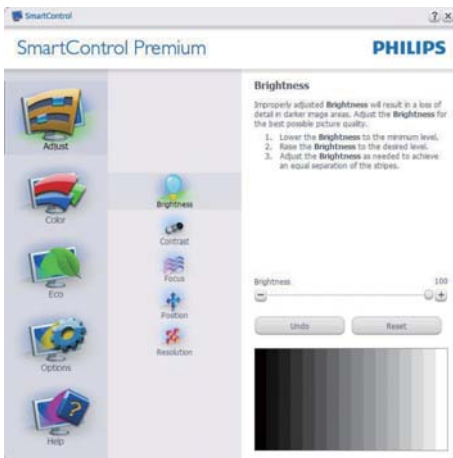 SmartControl
SmartControl Premium
PHILIPS
Adjust
Color
Eco
Options
Help
Brightness
Contrast
Focus
Position
Resolution
Brightness
Improperly adjusted Brightness will result in a loss of
detail in darker image areas. Adjust the Brightness for
the best possible picture quality.
1. Lower the Brightness to the minimum level.
2. Raise the Brightness to the desired level.
3. Adjust the Brightness as needed to achieve
an equal separation of the stripes.
Brightness 100
Undo Reset